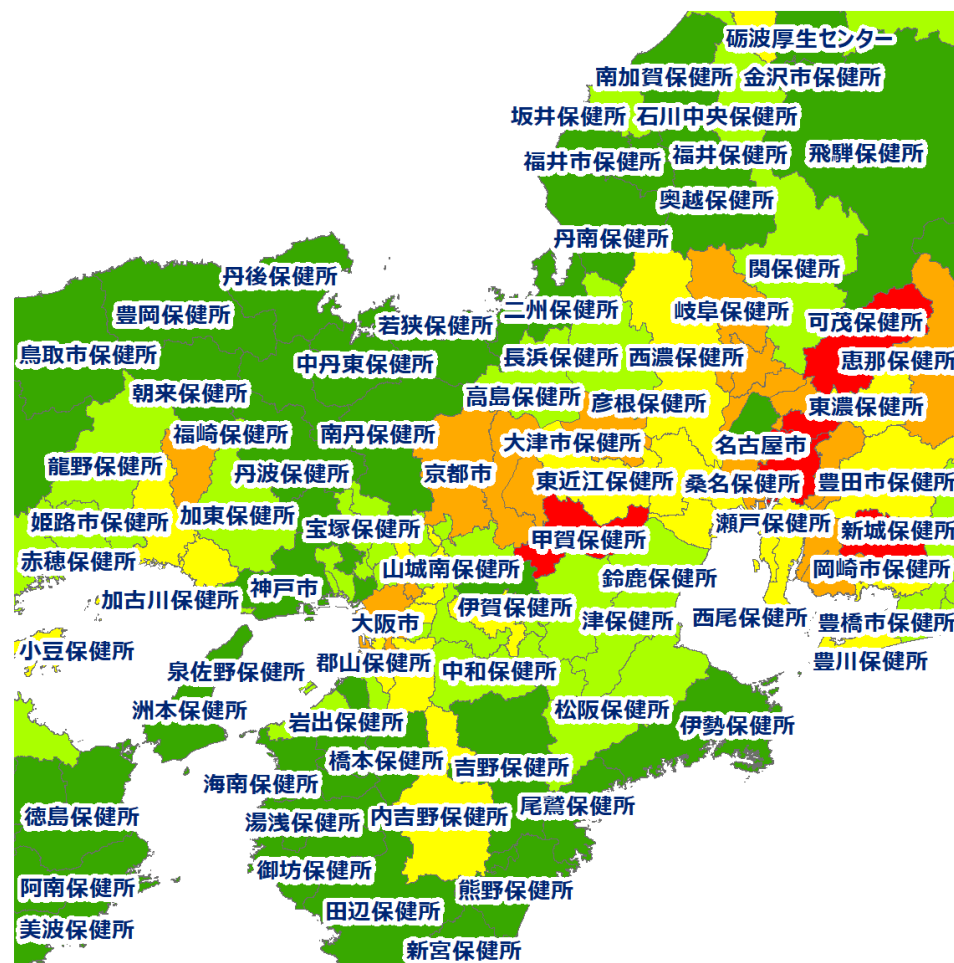 砺波厚生センター
南加賀保健所
金沢市保健所
坂井保健所
石川中央保健所
福井市保健所
福井保健所
飛騨保健所
奥越保健所
丹南保健所
関保健所
丹後保健所
豊岡保健所
若狭保健所
二州保健所
岐阜保健所
可茂保健所
鳥取市保健所
中丹東保健所
長浜保健所
西濃保健所
恵那保健所
朝来保健所
高島保健所
彦根保健所
東濃保健所
福崎保健所
南丹保健所
大津市保健所
名古屋市
龍野保健所
丹波保健所
京都市
東近江保健所
桑名保健所
豊田市保健所
姫路市保健所
加東保健所
宝塚保健所
甲賀保健所
瀬戸保健所
新城保健所
赤穂保健所
山城南保健所
鈴鹿保健所
岡崎市保健所
加古川保健所
神戸市
大阪市
伊賀保健所
津保健所
西尾保健所
豊橋市保健所
小豆保健所
泉佐野保健所
郡山保健所
中和保健所
豊川保健所
洲本保健所
岩出保健所
松阪保健所
伊勢保健所
海南保健所
橋本保健所
吉野保健所
徳島保健所
湯浅保健所
内吉野保健所
尾鷲保健所
阿南保健所
御坊保健所
熊野保健所
美波保健所
田辺保健所
新宮保健所